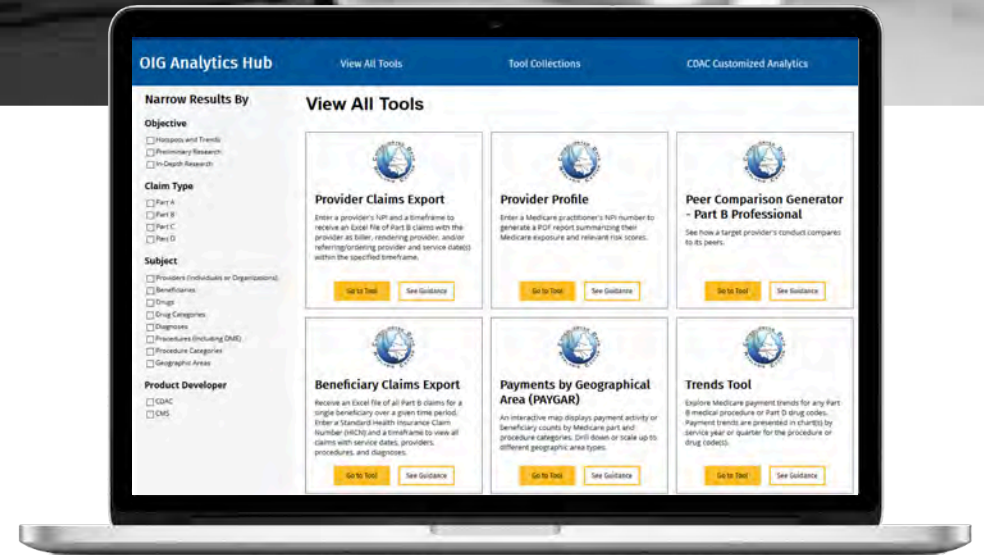 OIG Analytics Hub
View All Tools
Tool Collections
CDAC Customized Analytics
Narrow Results By
Objective
Hotspots and Trends
Preliminary Research
In-Depth Research
Claim Type
Part A
Part B
Part C
Part D
Subject
Providers (Individuals or Organizations)
Beneficiaries
Drugs
Drug Categories
Diagnoses
Procedures (Including DME)
Procedure Categories
Geographic Areas
Product Developer
CDAC
CMS
View All Tools
Provider Claims Export
Enter a provider's NPI and a timeframe to
receive an Excel file of Part B claims with the
provider as biller, rendering provider, and/or
referring/ordering provider and service date(s)
within the specified timeframe.
Go to Tool
See Guidance
Provider Profile
Enter a Medicare practitioner's NPI number to
generate a PDF report summarizing their
Medicare exposure and relevant risk scores.
Go to Tool
See Guidance
Peer Comparison Generator
- Part B Professional
See how a target provider's conduct compares
to its peers.
Go to Tool
See Guidance
Beneficiary Claims Export
Receive an Excel file of all Part B claims for a
single beneficiary over a given time period.
Enter a Standard Health Insurance Claim
Number (HICN) and a timeframe to view all
claims with service dates, providers,
procedures, and diagnoses.
Go to Tool
See Guidance
Payments by Geographical
Area (PAYGAR)
An interactive map displays payment activity or
beneficiary counts by Medicare part and
procedure categories. Drill down or scale up to
different geographic area types.
Go to Tool
See Guidance
Trends Tool
Explore Medicare payment trends for any Part
B medical procedure or Part D drug codes.
Payment trends are presented in chart(s) by
service year or quarter for the procedure or
drug code(s).
Go to Tool
See Guidance